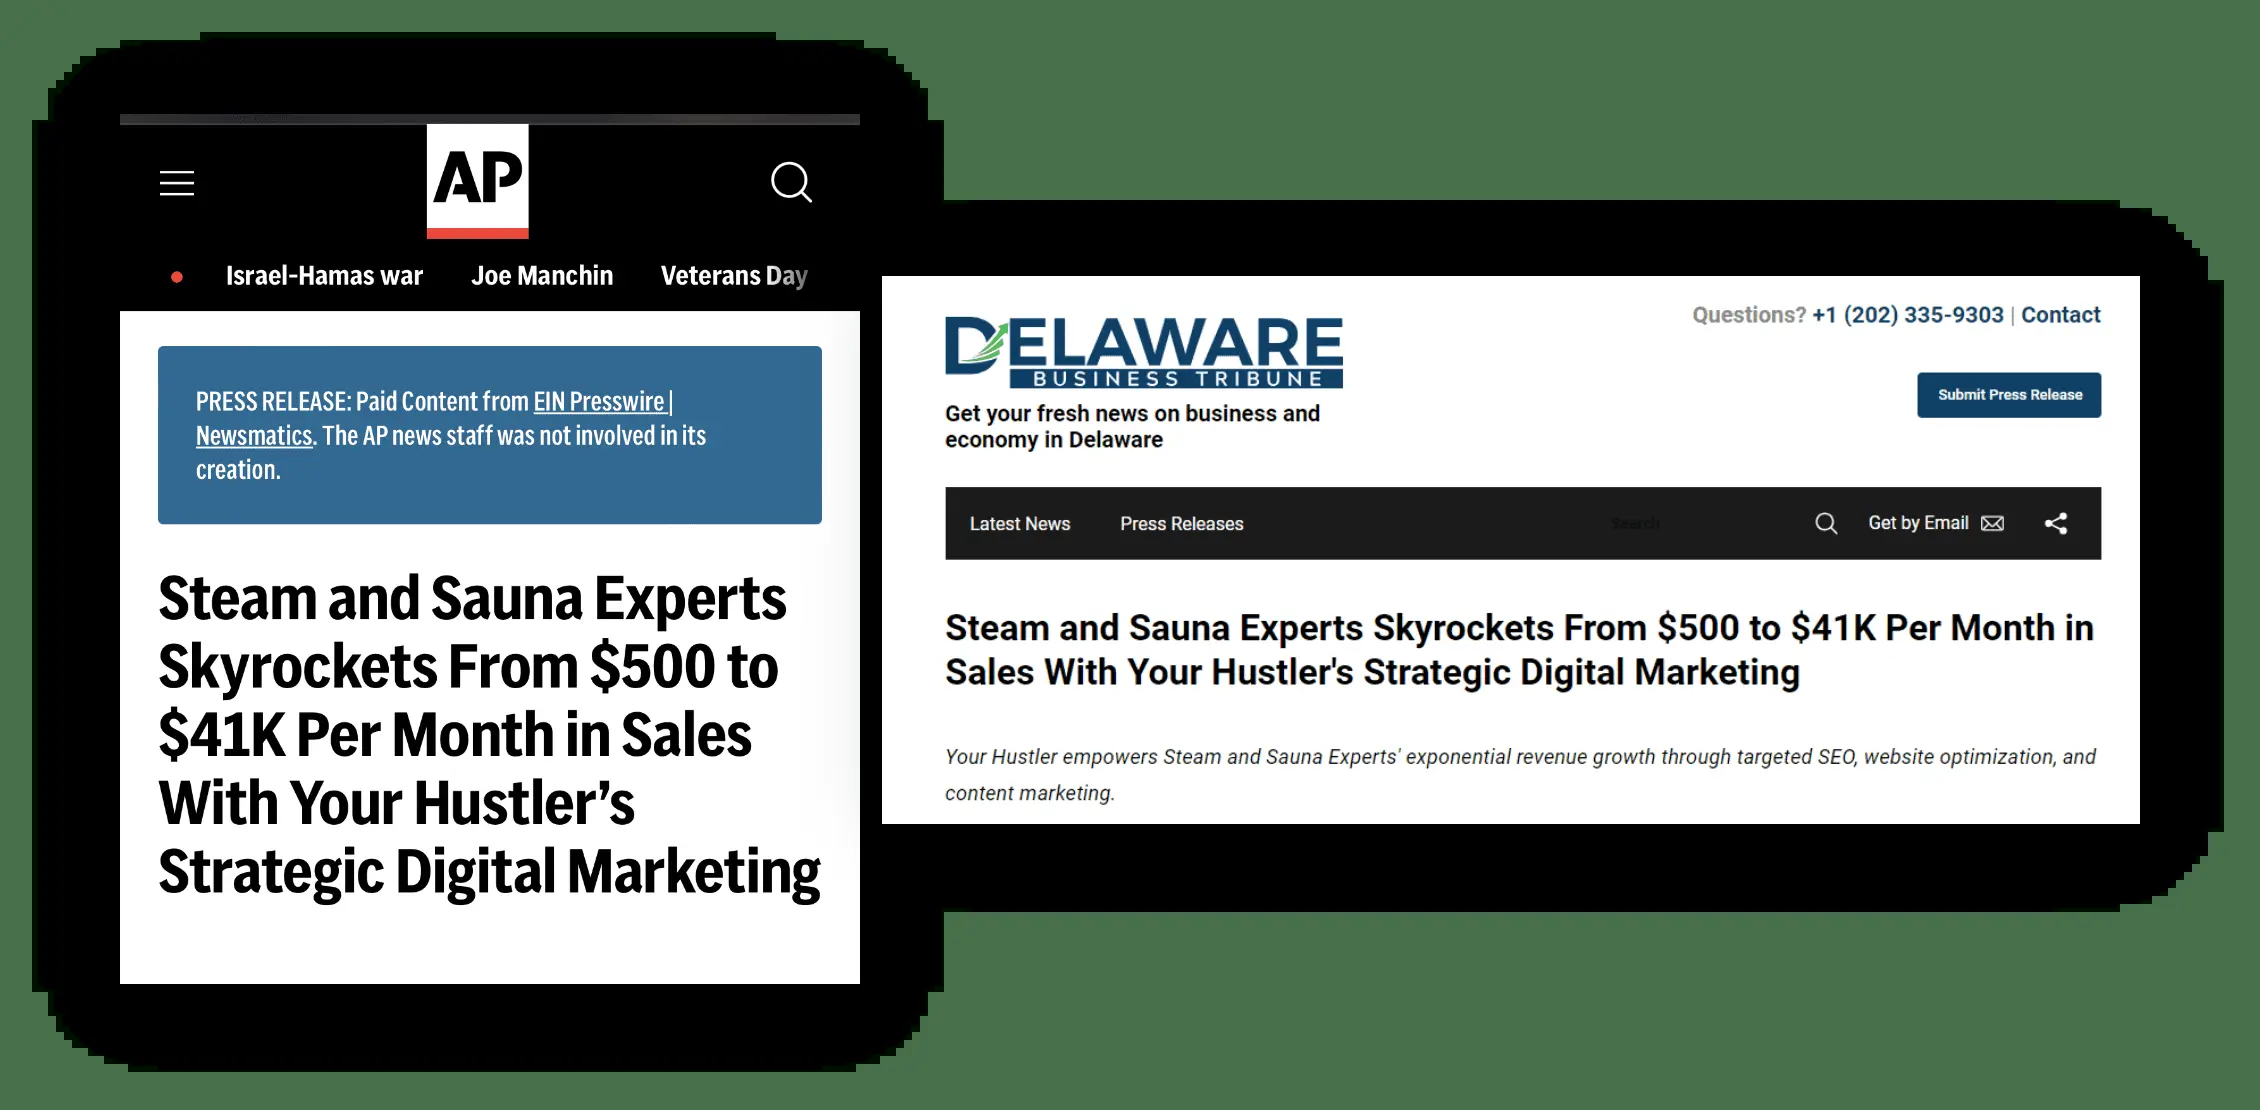 AP
Israel-Hamas war Joe Manchin Veterans Day
PRESS RELEASE: Paid Content from EIN Presswire |
Newsmatics. The AP news staff was not involved in its
creation.
Steam and Sauna Experts
Skyrockets From $500 to
$41K Per Month in Sales
With Your Hustler’s
Strategic Digital Marketing
DELAWARE
BUSINESS TRIBUNE
Get your fresh news on business and
economy in Delaware
Questions? +1 (202) 335-9303 | Contact
Submit Press Release
Latest News Press Releases Search Get by Email
Steam and Sauna Experts Skyrockets From $500 to $41K Per Month in
Sales With Your Hustler's Strategic Digital Marketing
Your Hustler empowers Steam and Sauna Experts' exponential revenue growth through targeted SEO, website optimization, and
content marketing.